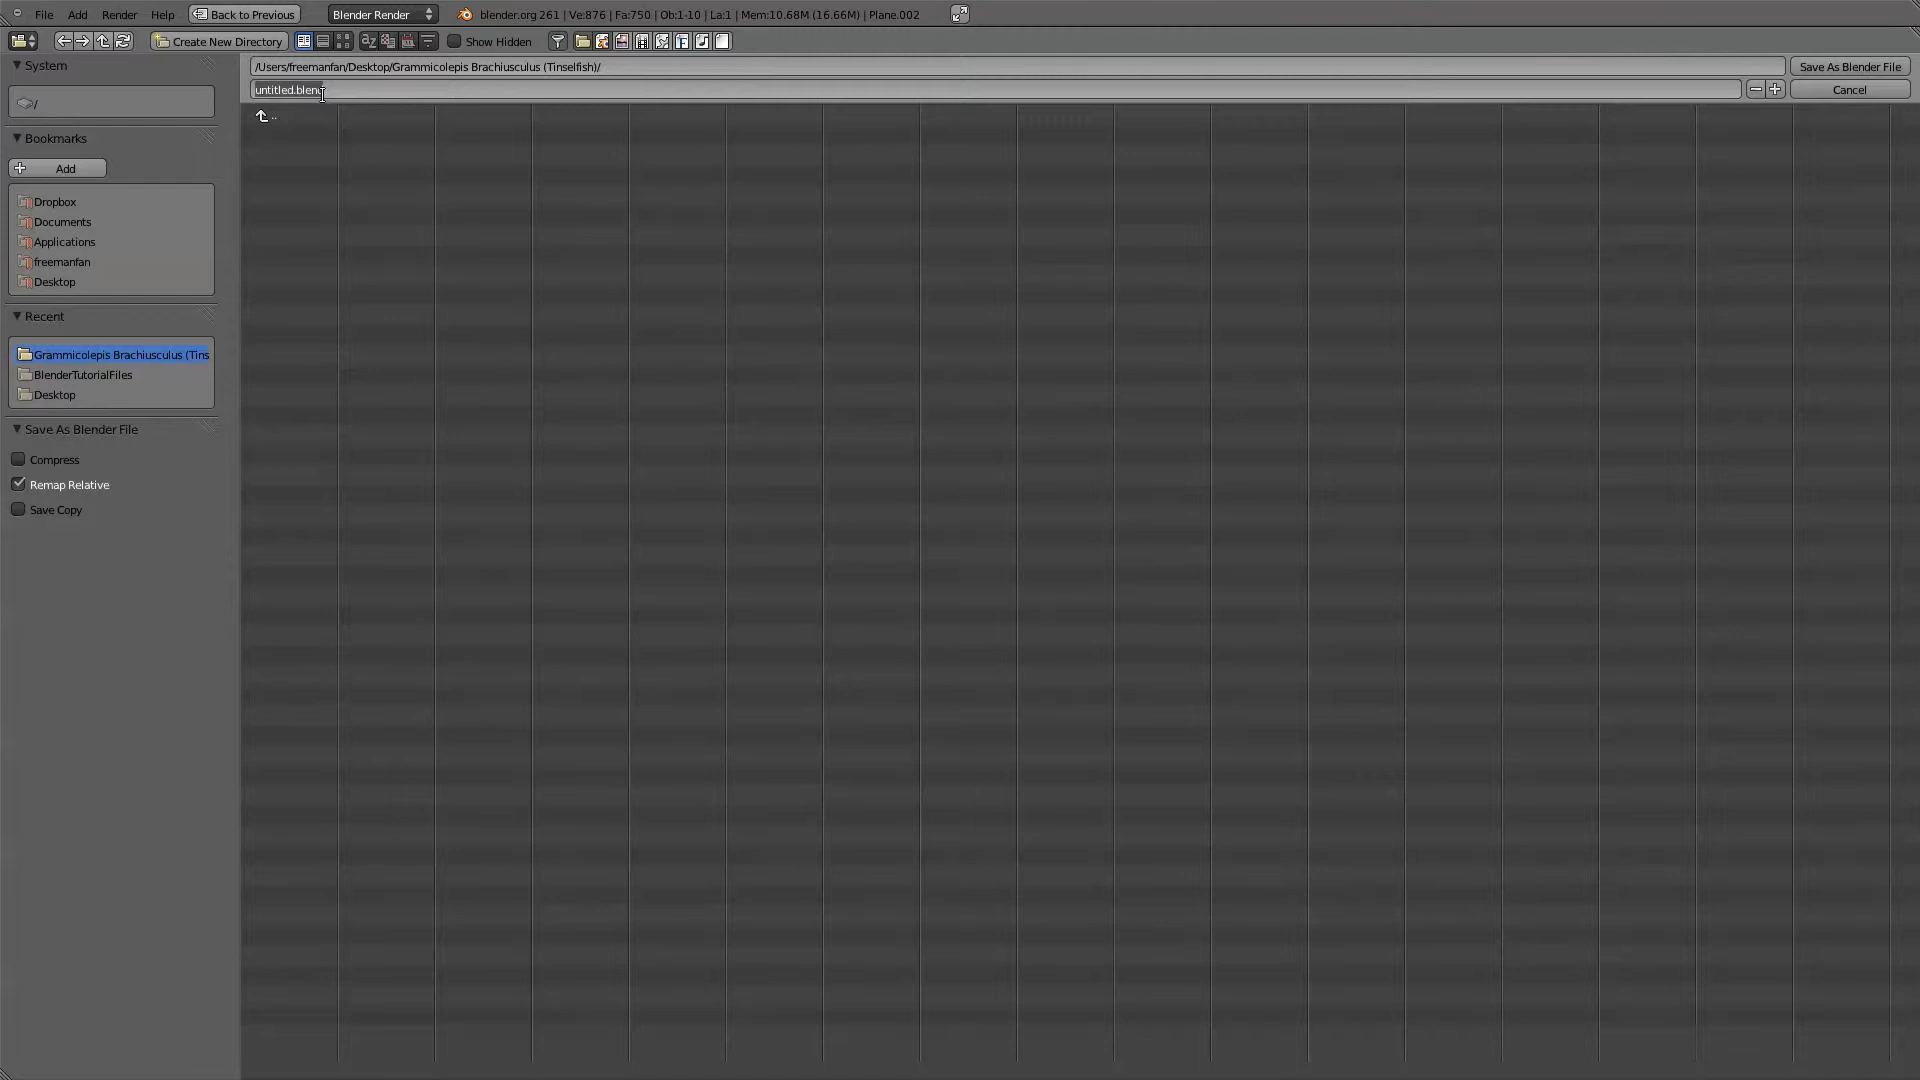 File Add Render Help Back to Previous Blender Render blender.org 261 | Ve:876 | Fa:750 | Ob:1-10 | La:1 | Mem:10.68M (16.66M) | Plane.002
Create New Directory Show Hidden
System
/Users/freemanfan/Desktop/Grammicolepis Brachiusculus (Tinselfish)/ Save As Blender File
untitled.blend Cancel
/
..
Bookmarks
Add
Dropbox
Documents
Applications
freemanfan
Desktop
Recent
Grammicolepis Brachiusculus (Tins
BlenderTutorialFiles
Desktop
Save As Blender File
Compress
Remap Relative
Save Copy